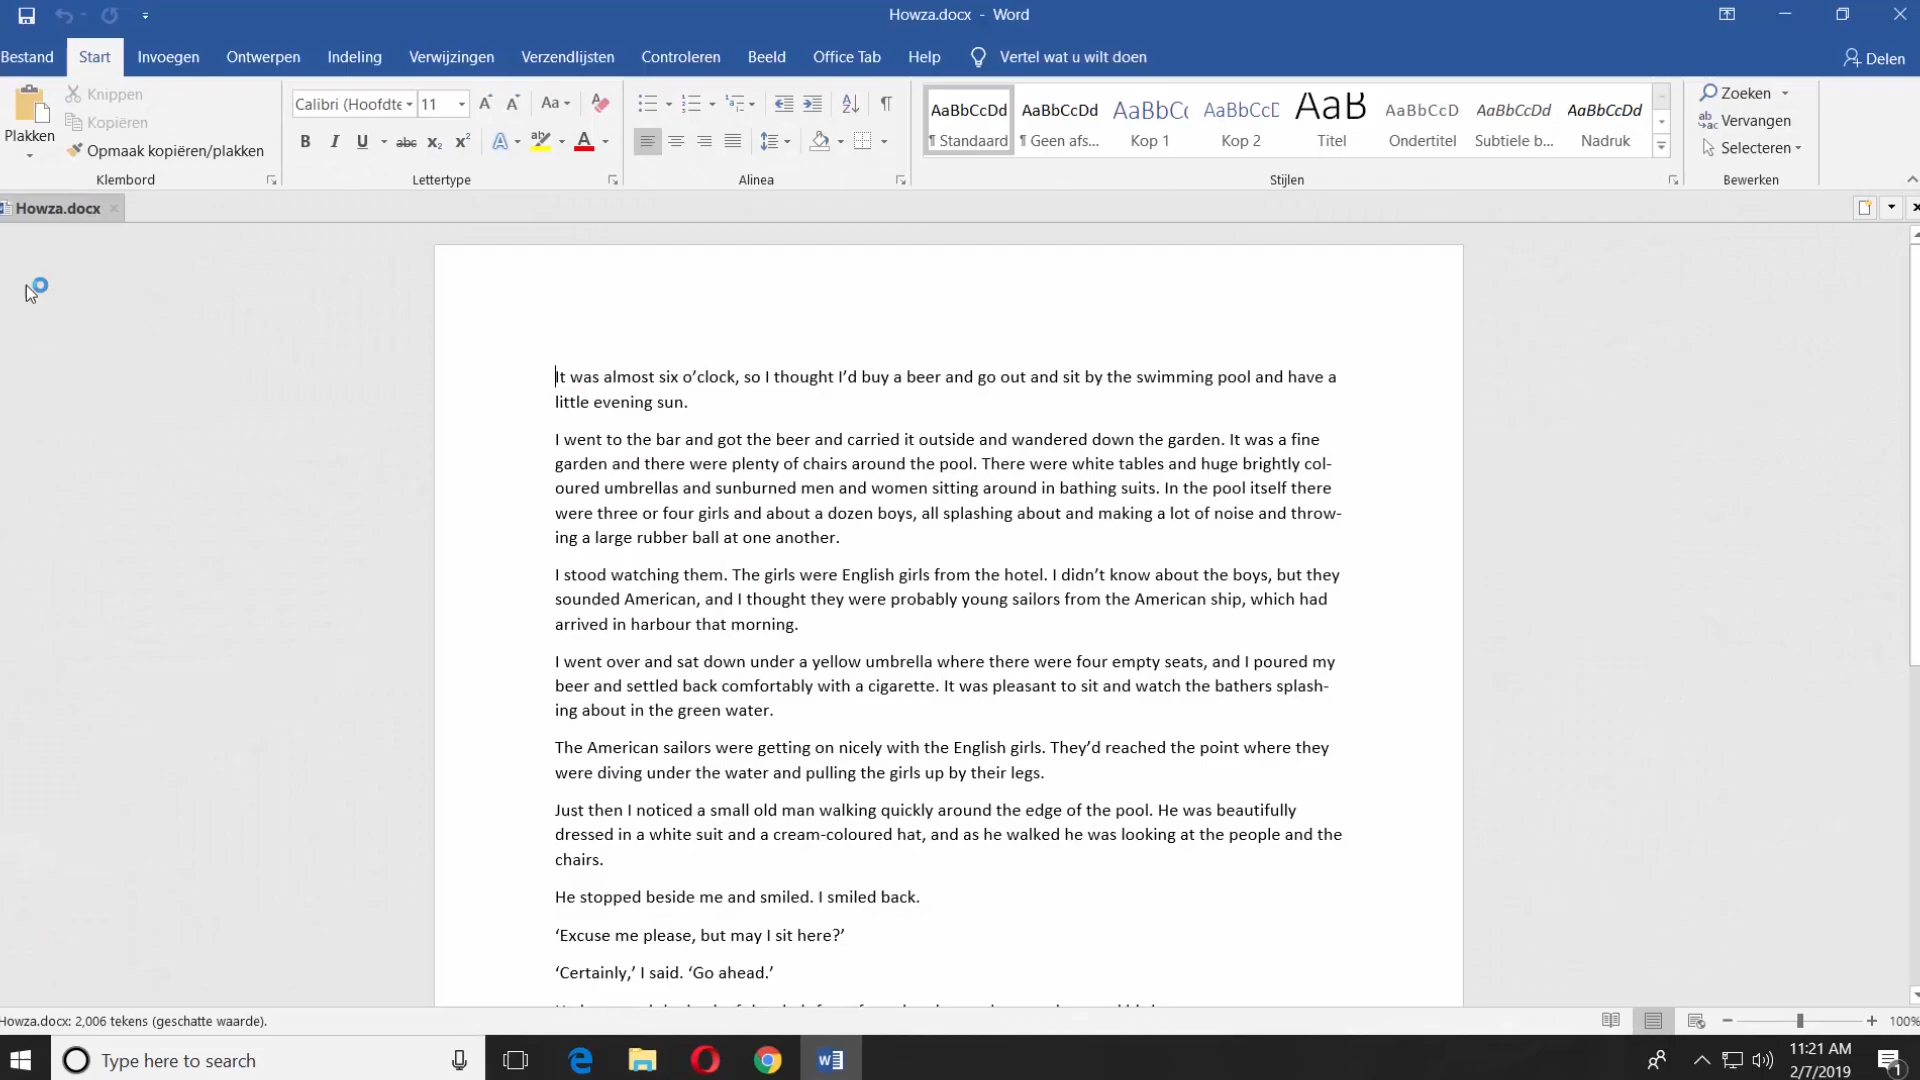 Howza.docx - Word
Bestand Start Invoegen Ontwerpen Indeling Verwijzingen Verzendlijsten Controleren Beeld Office Tab Help Vertel wat u wilt doen Delen
Plakken
Knippen
Kopiëren
Opmaak kopiëren/plakken
Klembord
Calibri (Hoofdte 11 Aa
Lettertype
Alinea
AaBbCcDd AaBbCcDd AaBbC AaBbCcD AaB AaBbCcD AaBbCcDd AaBbCcDd
¶ Standaard ¶ Geen afs... Kop 1 Kop 2 Titel Ondertitel Subtiele b... Nadruk
Stijlen
Zoeken
Vervangen
Selecteren
Bewerken
Howza.docx
It was almost six o’clock, so I thought I’d buy a beer and go out and sit by the swimming pool and have a
little evening sun.
I went to the bar and got the beer and carried it outside and wandered down the garden. It was a fine
garden and there were plenty of chairs around the pool. There were white tables and huge brightly col-
oured umbrellas and sunburned men and women sitting around in bathing suits. In the pool itself there
were three or four girls and about a dozen boys, all splashing about and making a lot of noise and throw-
ing a large rubber ball at one another.
I stood watching them. The girls were English girls from the hotel. I didn’t know about the boys, but they
sounded American, and I thought they were probably young sailors from the American ship, which had
arrived in harbour that morning.
I went over and sat down under a yellow umbrella where there were four empty seats, and I poured my
beer and settled back comfortably with a cigarette. It was pleasant to sit and watch the bathers splash-
ing about in the green water.
The American sailors were getting on nicely with the English girls. They’d reached the point where they
were diving under the water and pulling the girls up by their legs.
Just then I noticed a small old man walking quickly around the edge of the pool. He was beautifully
dressed in a white suit and a cream-coloured hat, and as he walked he was looking at the people and the
chairs.
He stopped beside me and smiled. I smiled back.
‘Excuse me please, but may I sit here?’
‘Certainly,’ I said. ‘Go ahead.’
Howza.docx: 2,006 tekens (geschatte waarde).
100%
Type here to search
11:21 AM
2/7/2019
1